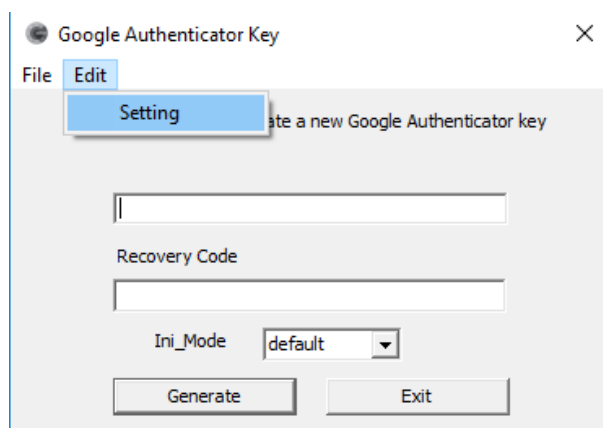 Google Authenticator Key
File Edit
Setting
ate a new Google Authenticator key
Recovery Code
Ini_Mode default
Generate Exit